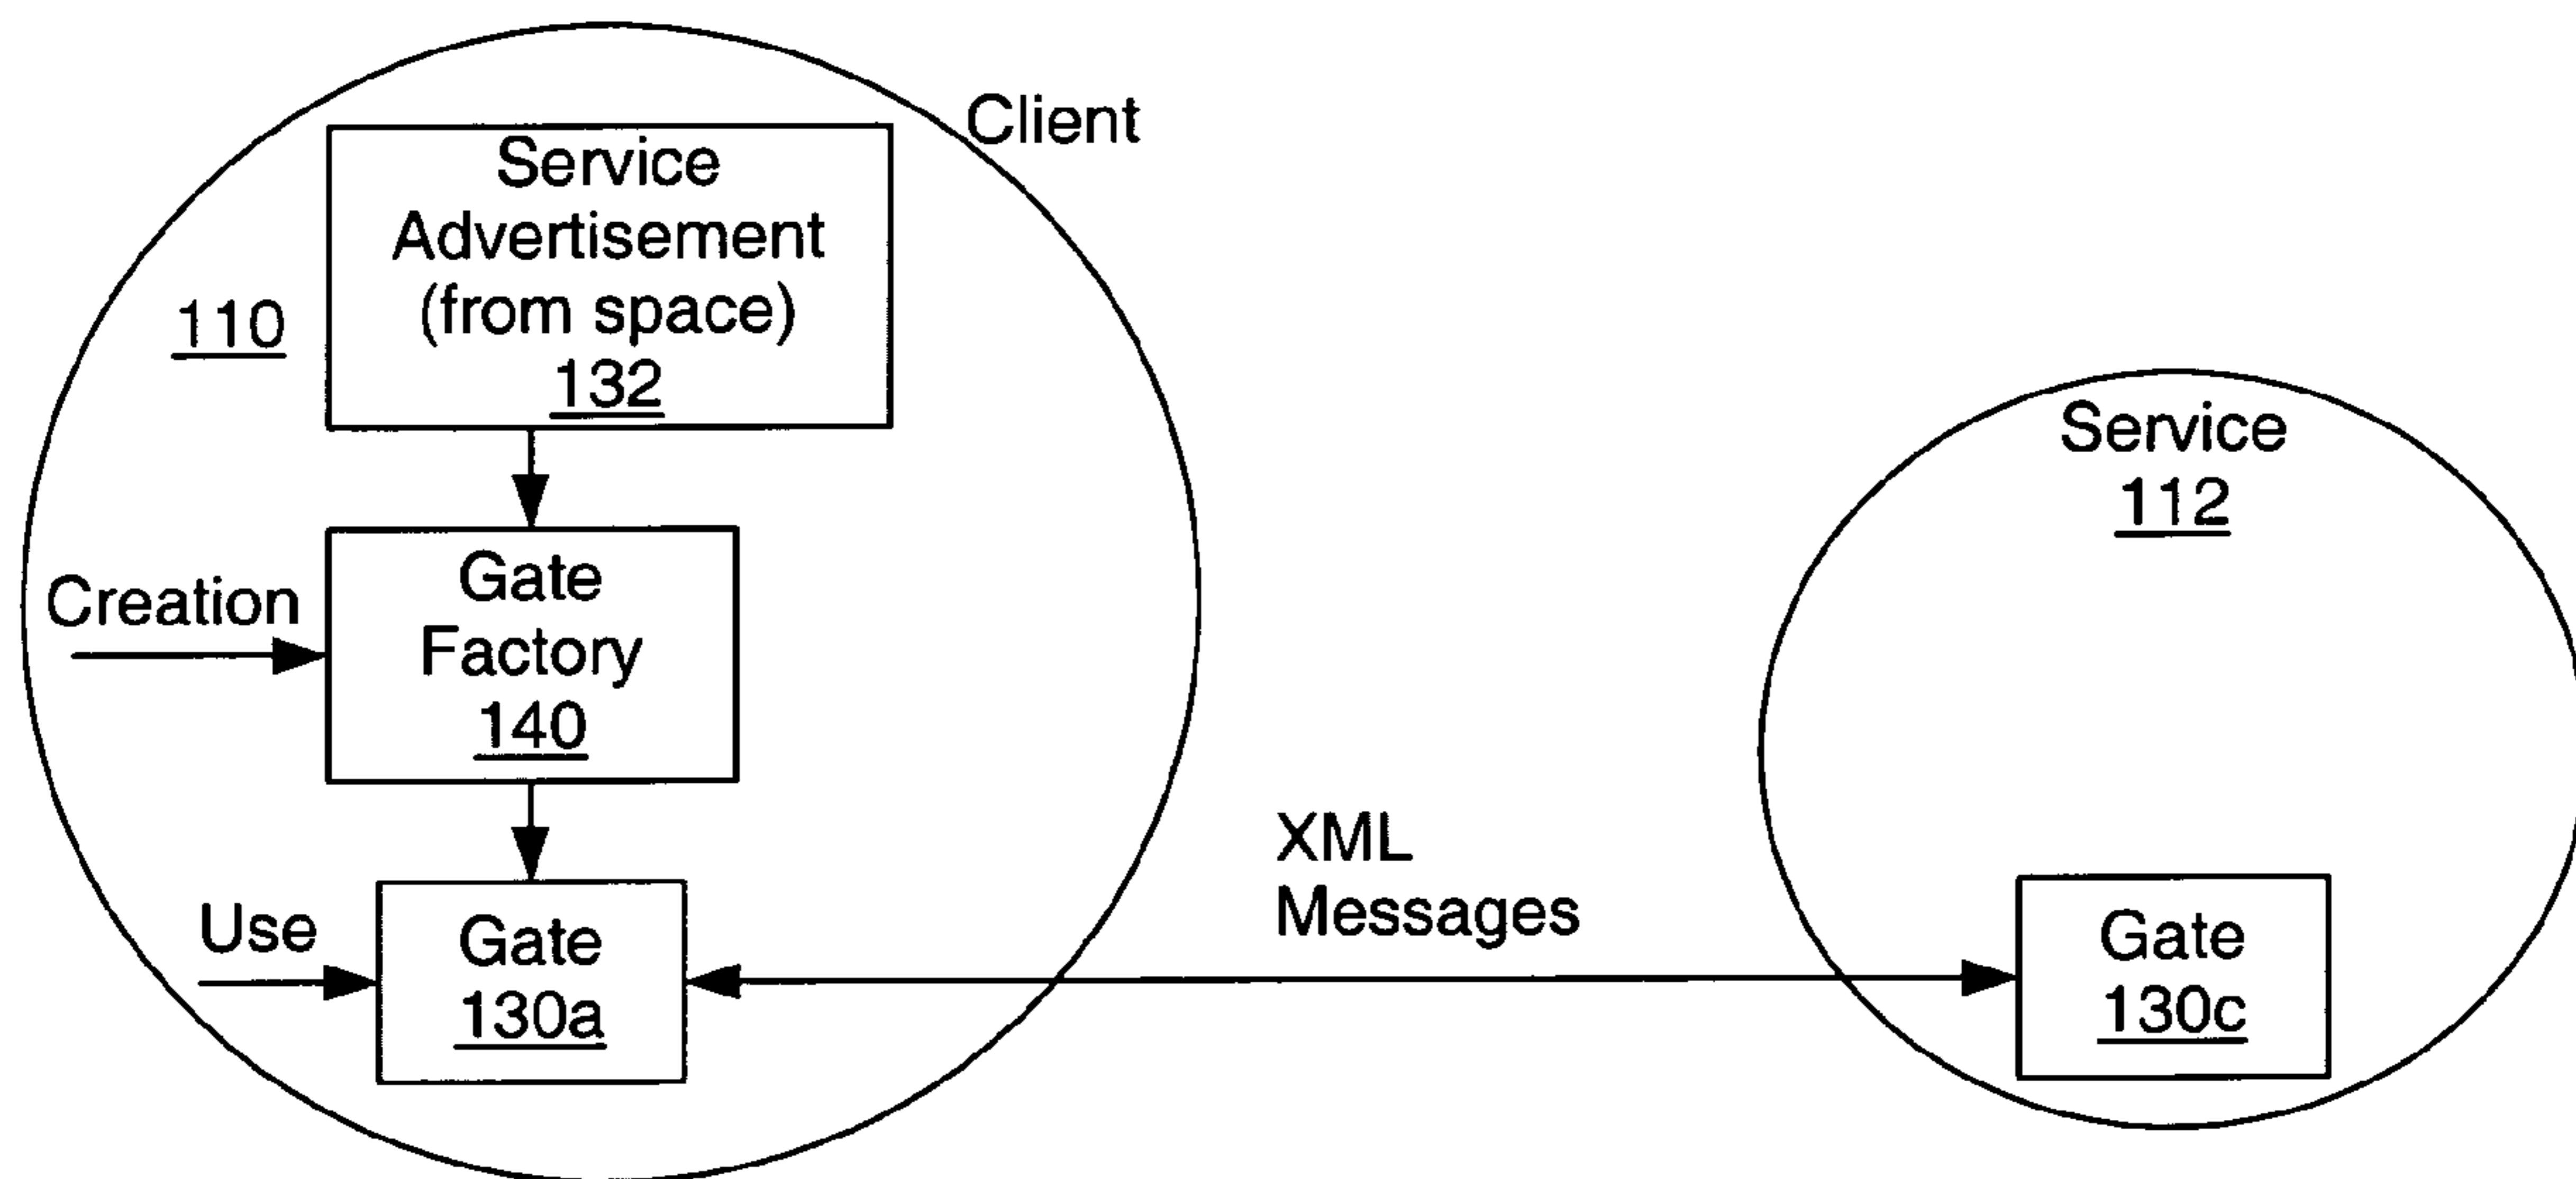 Client
Service
Advertisement
(from space)
132
110
Creation
Gate
Factory
140
Use
Gate
130a
XML
Messages
Service
112
Gate
130c